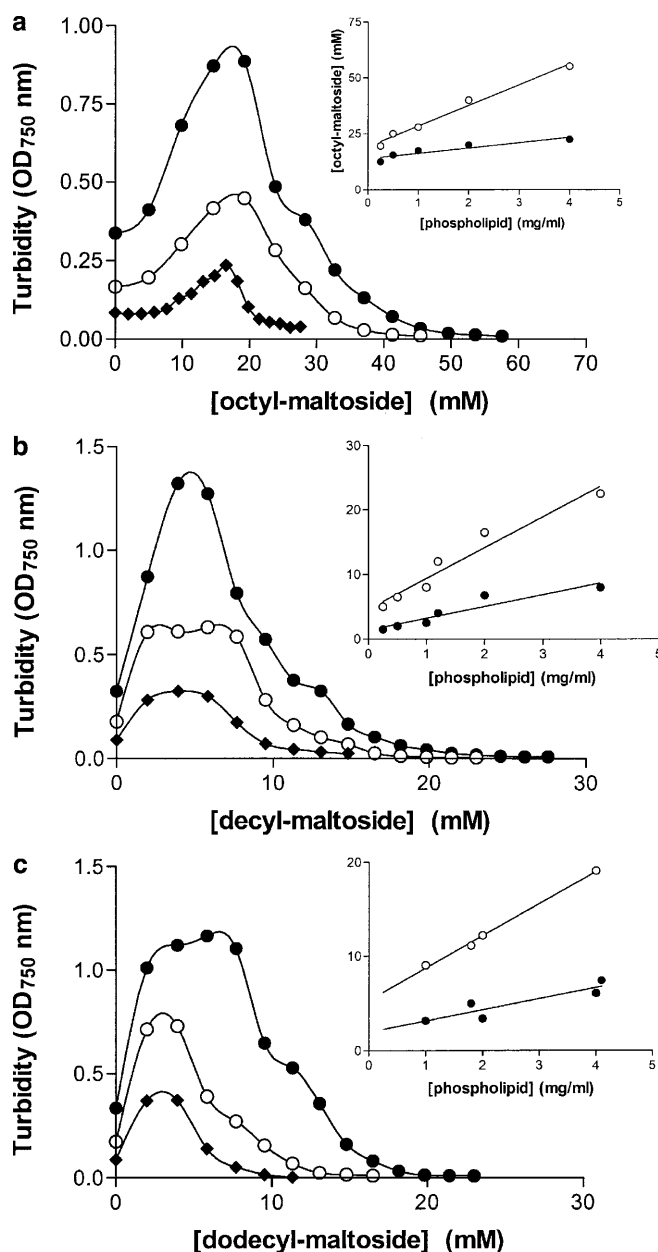 a
1.00
0.75
0.50
0.25
0.00
Turbidity (OD750 nm)
0 10 20 30 40 50 60 70
[octyl-maltoside] (mM)
75
50
25
0
[octyl-maltoside] (mM)
0 1 2 3 4 5
[phospholipid] (mg/ml)
b
1.5
1.0
0.5
0.0
Turbidity (OD750 nm)
0 10 20 30
[decyl-maltoside] (mM)
30
20
10
0
0 1 2 3 4 5
[phospholipid] (mg/ml)
c
1.5
1.0
0.5
0.0
Turbidity (OD750 nm)
0 10 20 30
[dodecyl-maltoside] (mM)
20
10
0
0 1 2 3 4 5
[phospholipid] (mg/ml)